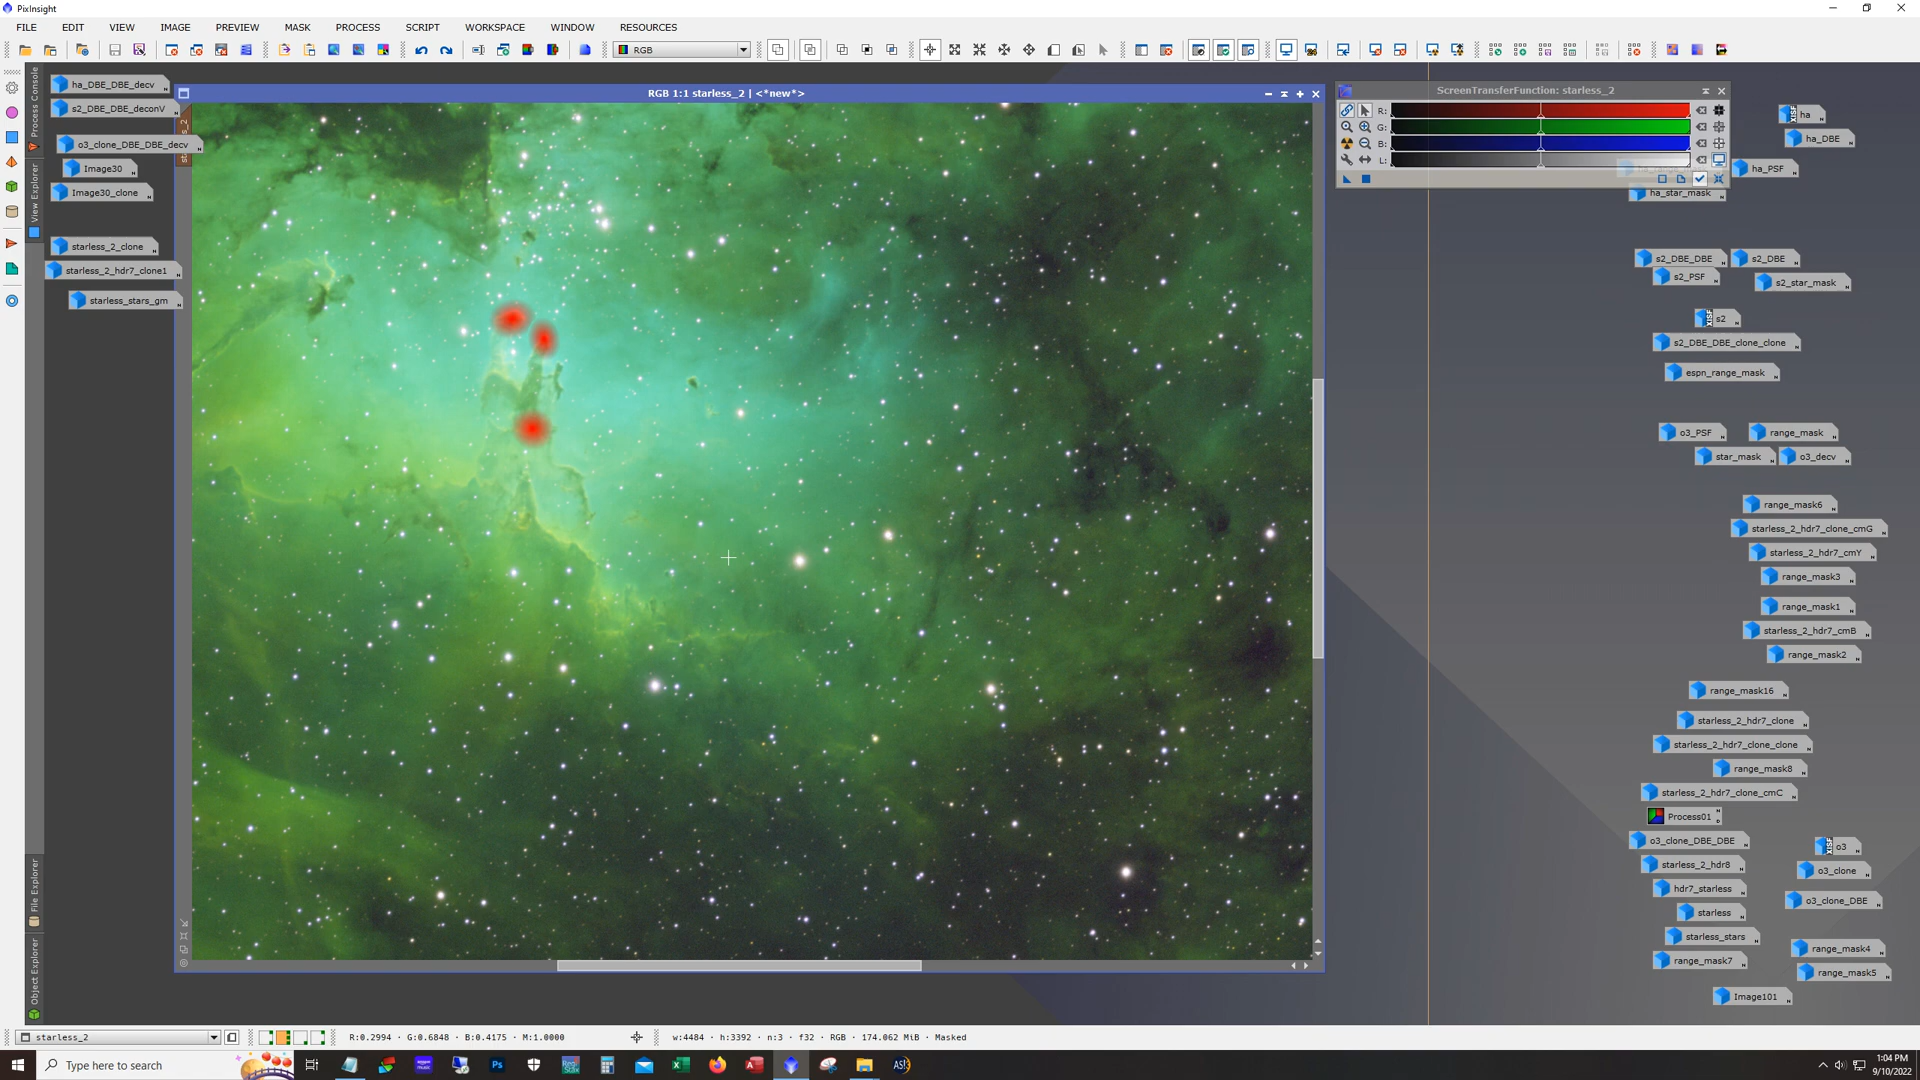 PixInsight
FILE EDIT VIEW IMAGE PREVIEW MASK PROCESS SCRIPT WORKSPACE WINDOW RESOURCES
RGB
Process Console
View Explorer
File Explorer
Object Explorer
ha_DBE_DBE_decv
s2_DBE_DBE_deconV
o3_clone_DBE_DBE_decv
Image30
Image30_clone
starless_2_clone
starless_2_hdr7_clone1
starless_stars_gm
RGB 1:1 starless_2 | <*new*>
ScreenTransferFunction: starless_2
R:
G:
B:
L:
ha
ha_DBE
ha_PSF
ha_star_mask
s2_DBE_DBE
s2_DBE
s2_PSF
s2_star_mask
s2
s2_DBE_DBE_clone_clone
espn_range_mask
o3_PSF
range_mask
star_mask
o3_decv
range_mask6
starless_2_hdr7_clone_cmG
starless_2_hdr7_cmY
range_mask3
range_mask1
starless_2_hdr7_cmB
range_mask2
range_mask16
starless_2_hdr7_clone
starless_2_hdr7_clone_clone
range_mask8
starless_2_hdr7_clone_cmC
Process01
o3_clone_DBE_DBE
o3
starless_2_hdr8
o3_clone
hdr7_starless
o3_clone_DBE
starless
starless_stars
range_mask4
range_mask7
range_mask5
Image101
starless_2
R:0.2994 · G:0.6848 · B:0.4175 · M:1.0000
w:4484 · h:3392 · n:3 · f32 · RGB · 174.062 MiB · Masked
Type here to search
1:04 PM
9/10/2022